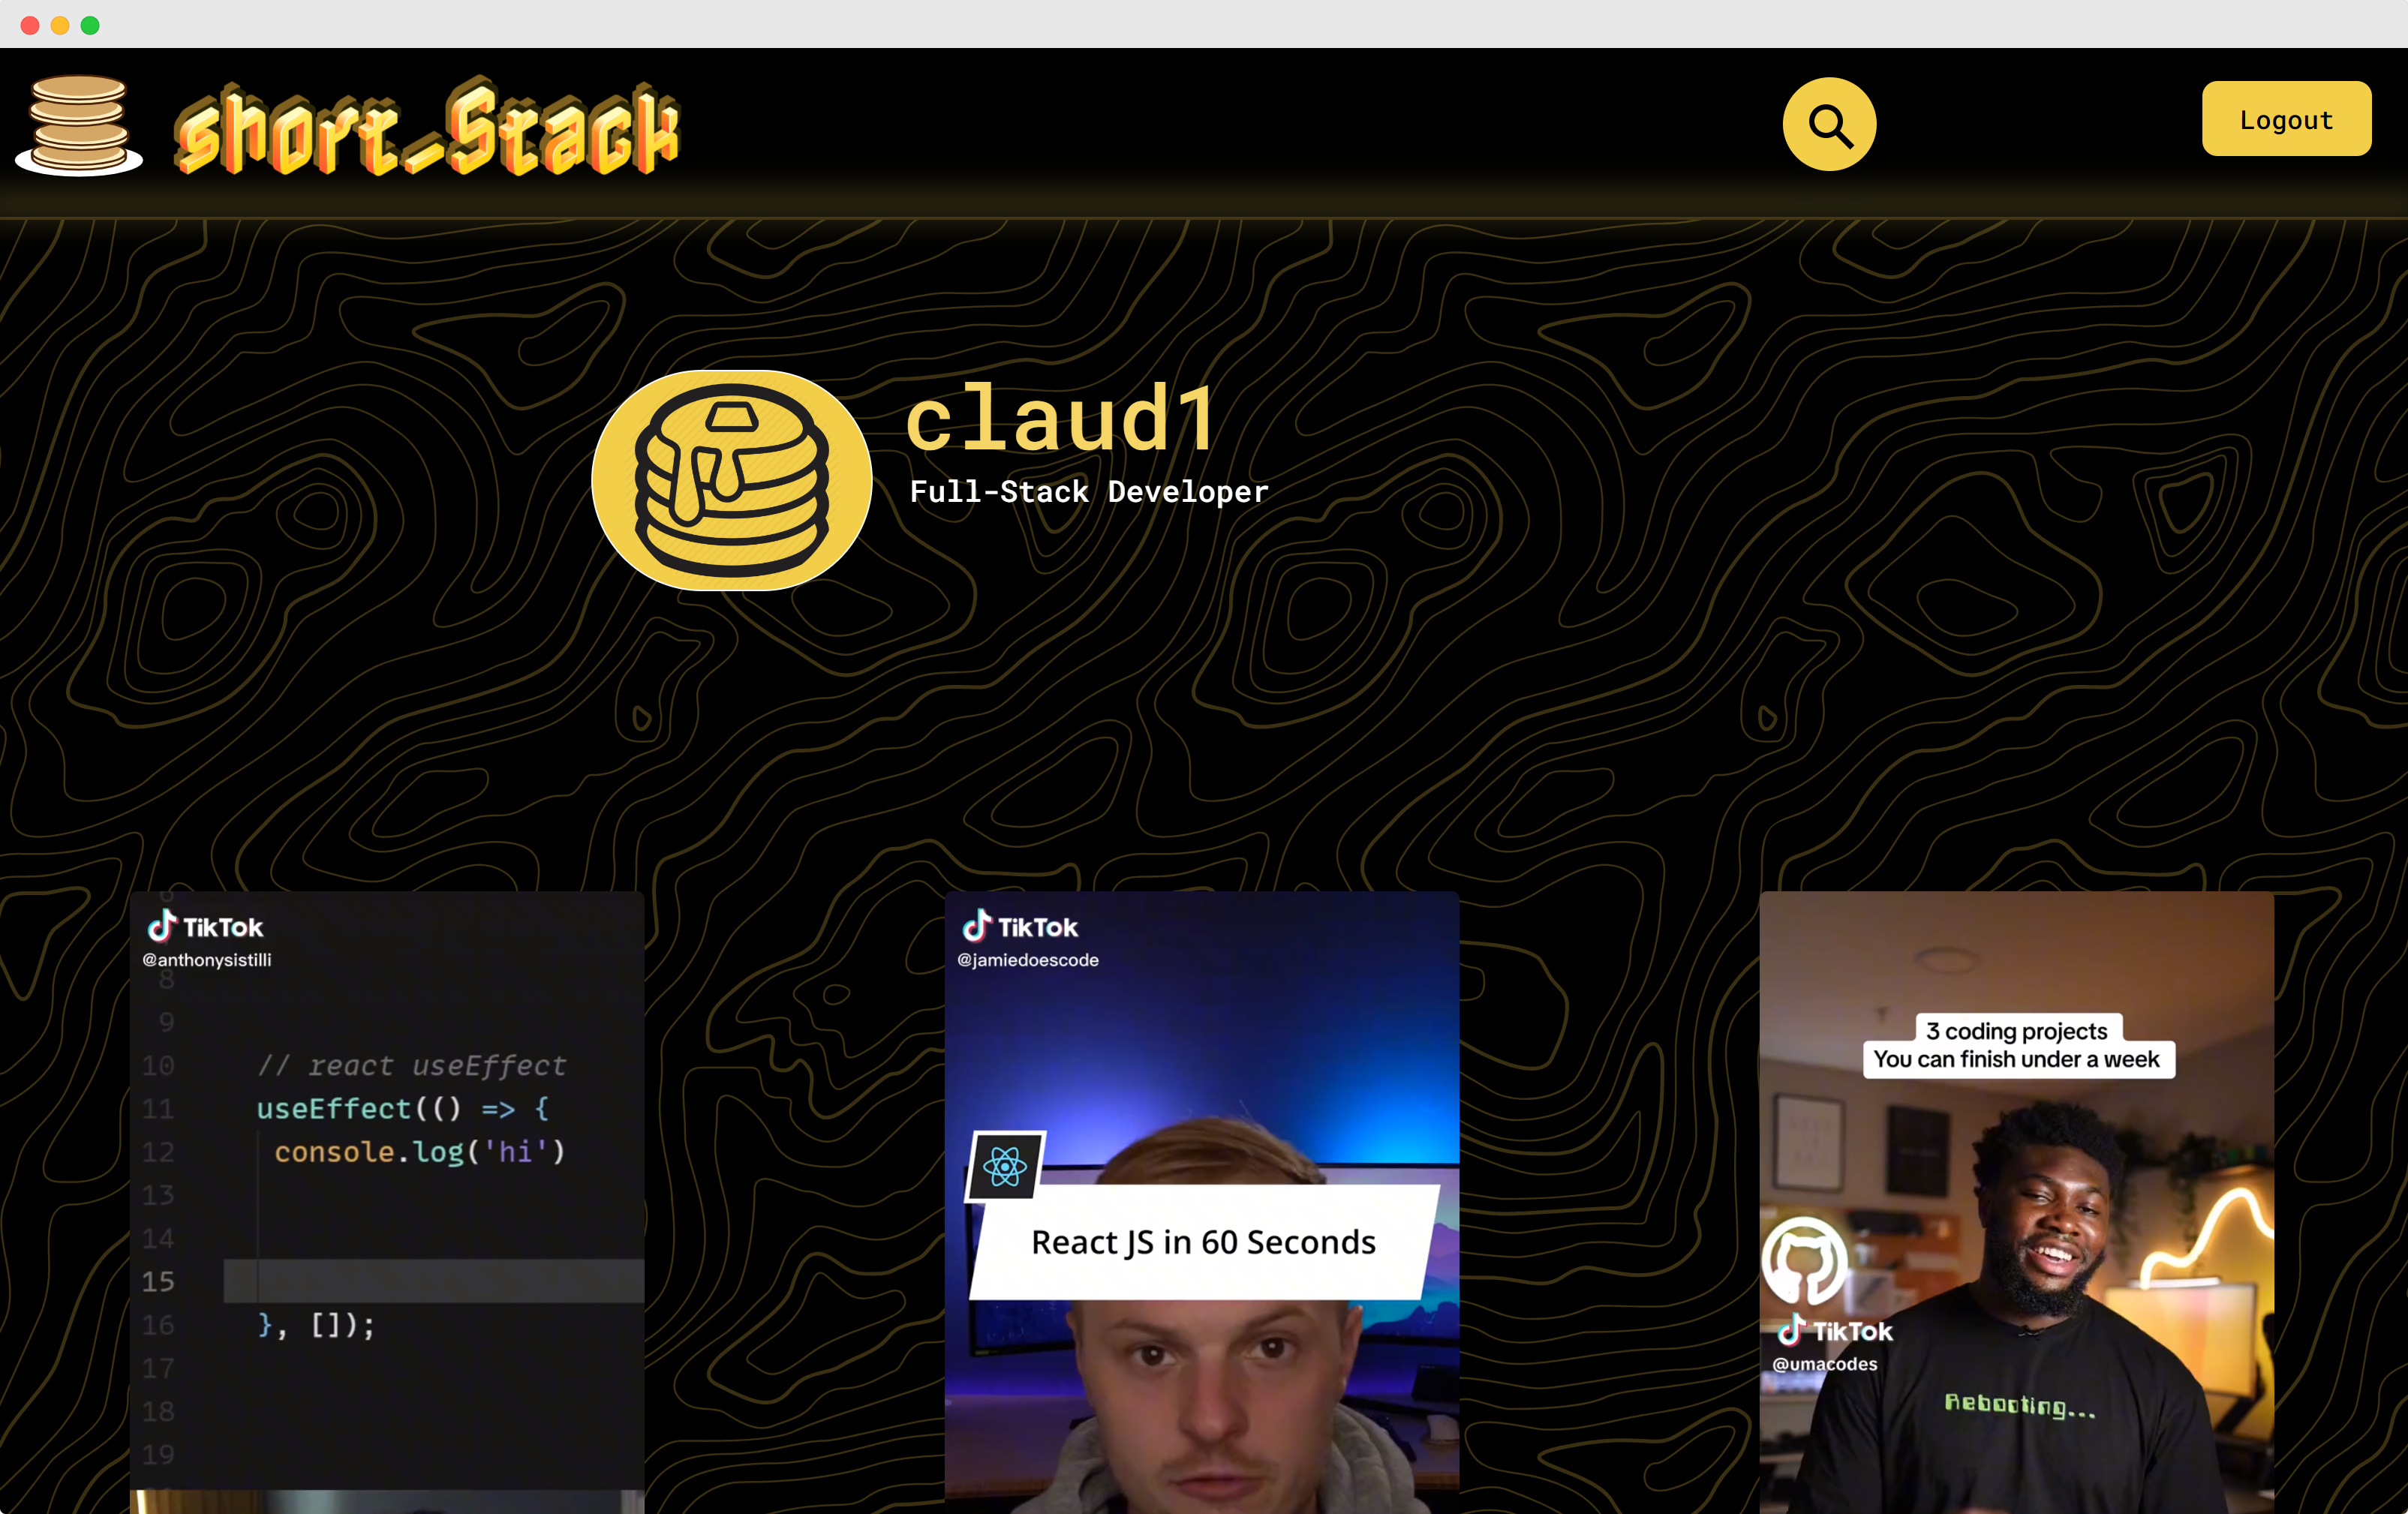 short_Stack
Logout
claud1
Full-Stack Developer
TikTok
@anthonysistilli
8
9
10 // react useEffect
11 useEffect(() => {
12 console.log('hi')
13
14
15
16 }, []);
17
18
19
TikTok
@jamiedoescode
React JS in 60 Seconds
3 coding projects
You can finish under a week
TikTok
@umacodes
Rebooting...